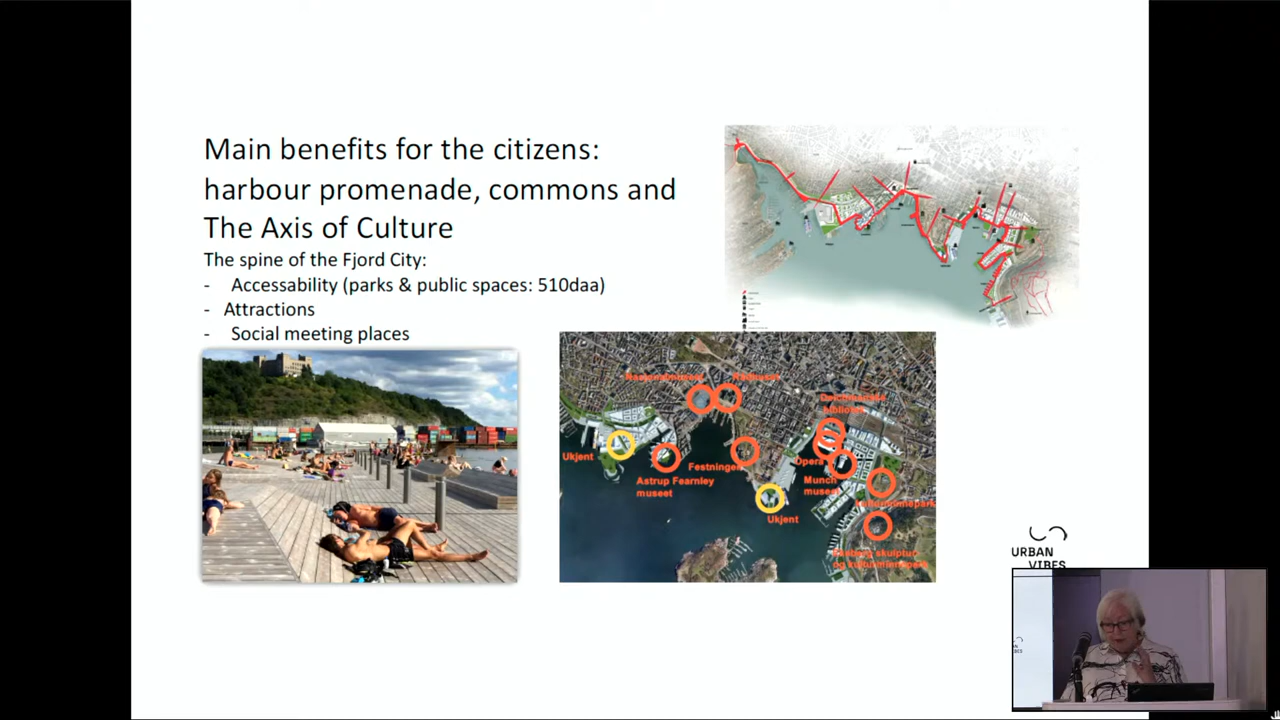 Main benefits for the citizens:
harbour promenade, commons and
The Axis of Culture
The spine of the Fjord City:
- Accessability (parks & public spaces: 510daa)
- Attractions
- Social meeting places
Ukjent
Astrup Fearnley
museet
Festningen
Opera
Munch
museet
Ukjent
URBAN
VIBES